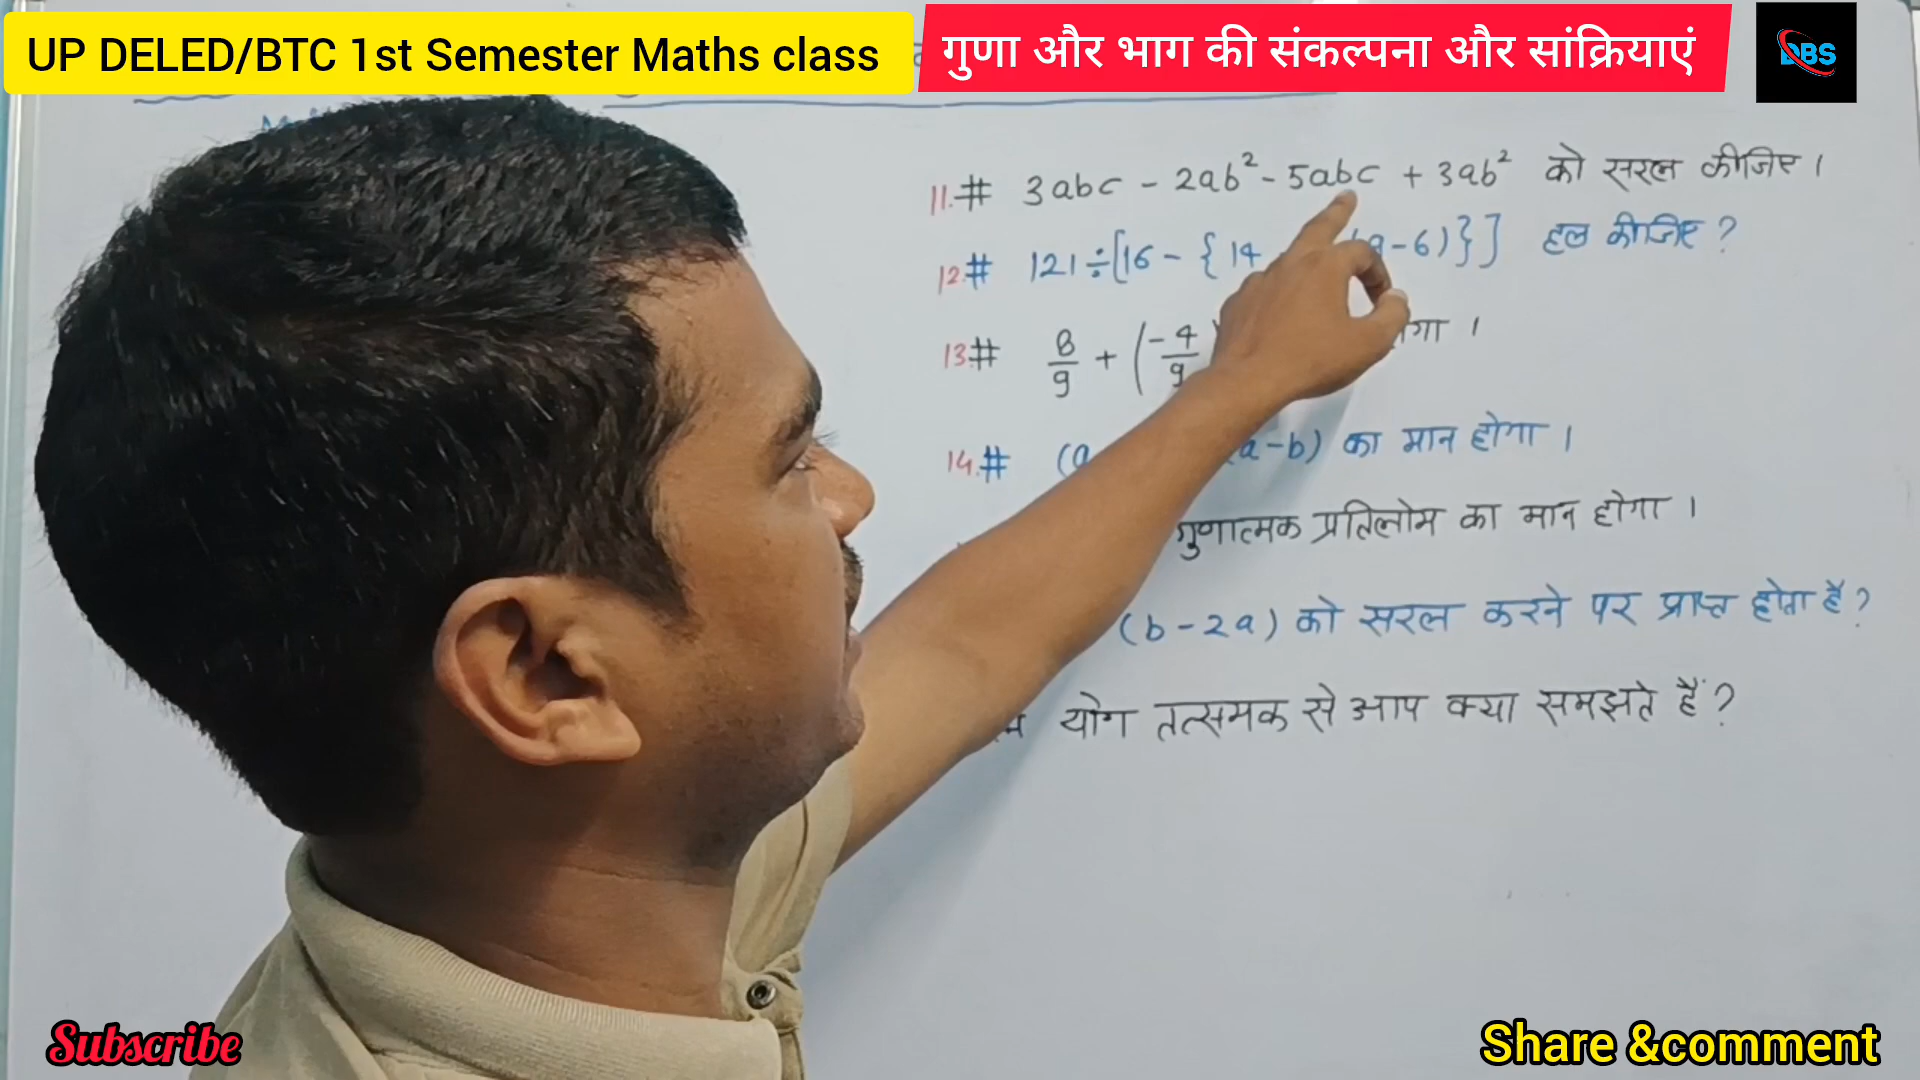 UP DELED/BTC 1st Semester Maths class
गुणा और भाग की संकल्पना और सांक्रियाएं
DBS
11.# 3abc - 2ab² - 5abc + 3ab² को सरल कीजिए ।
12.# 121 ÷ [16 - { 14 9-6)}] हल कीजिए ?
13.# 8/9 + (-4/9 ।
14.# (a a-b) का मान होगा ।
गुणात्मक प्रतिलोम का मान होगा ।
(b - 2a) को सरल करने पर प्राप्त होता है ?
योग तत्समक से आप क्या समझते हैं ?
Subscribe
Share &comment